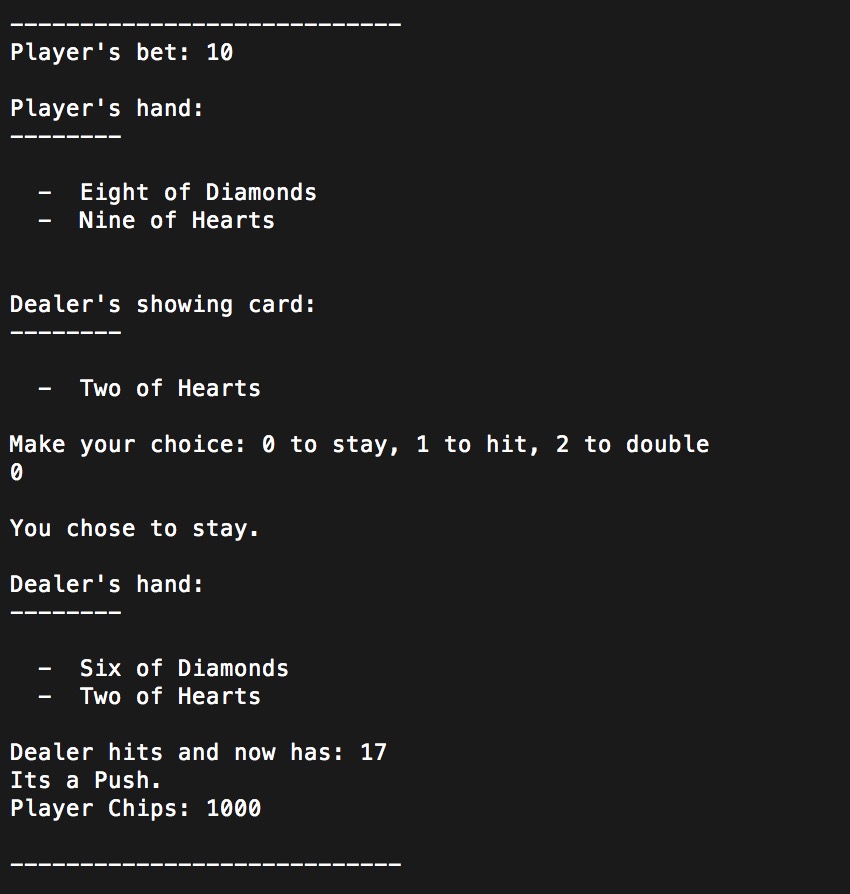 ----------------------------
Player's bet: 10
Player's hand:
--------
-  Eight of Diamonds
-  Nine of Hearts
Dealer's showing card:
--------
-  Two of Hearts
Make your choice: 0 to stay, 1 to hit, 2 to double
0
You chose to stay.
Dealer's hand:
--------
-  Six of Diamonds
-  Two of Hearts
Dealer hits and now has: 17
Its a Push.
Player Chips: 1000
----------------------------